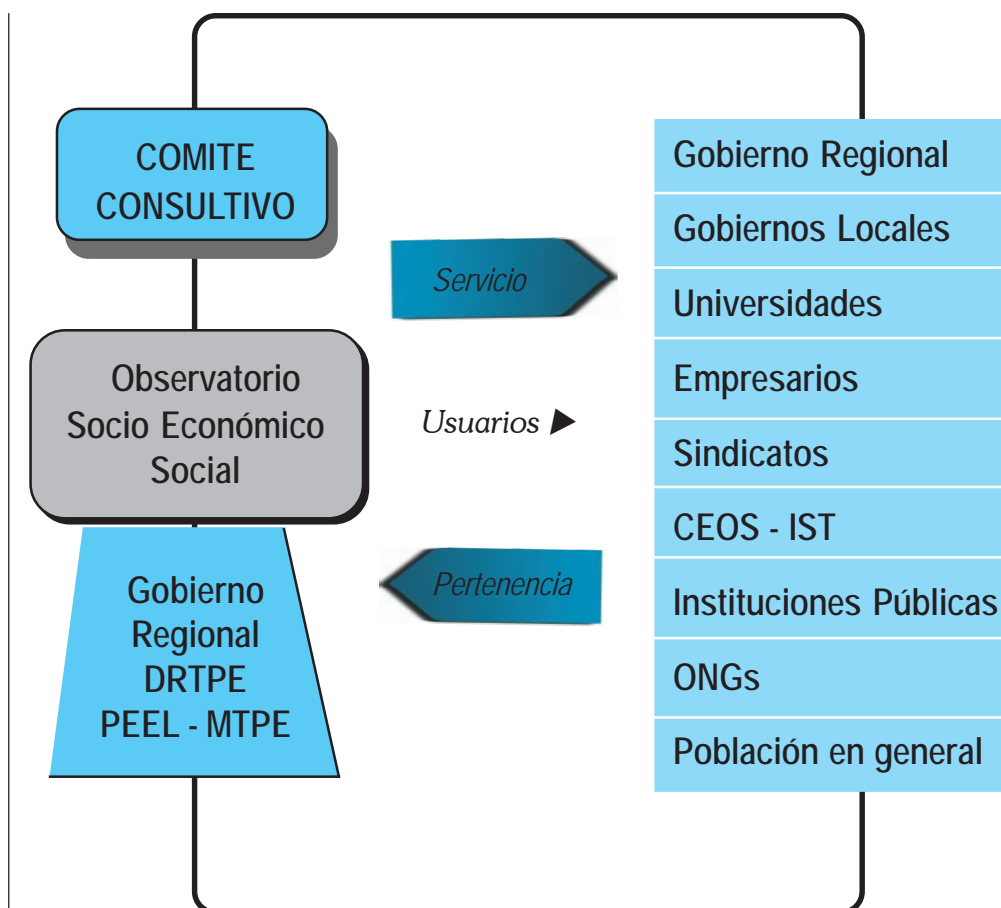 COMITE
CONSULTIVO
Observatorio
Socio Económico
Social
Gobierno
Regional
DRTPE
PEEL - MTPE
Servicio
Usuarios
Pertenencia
Gobierno Regional
Gobiernos Locales
Universidades
Empresarios
Sindicatos
CEOS - IST
Instituciones Públicas
ONGs
Población en general